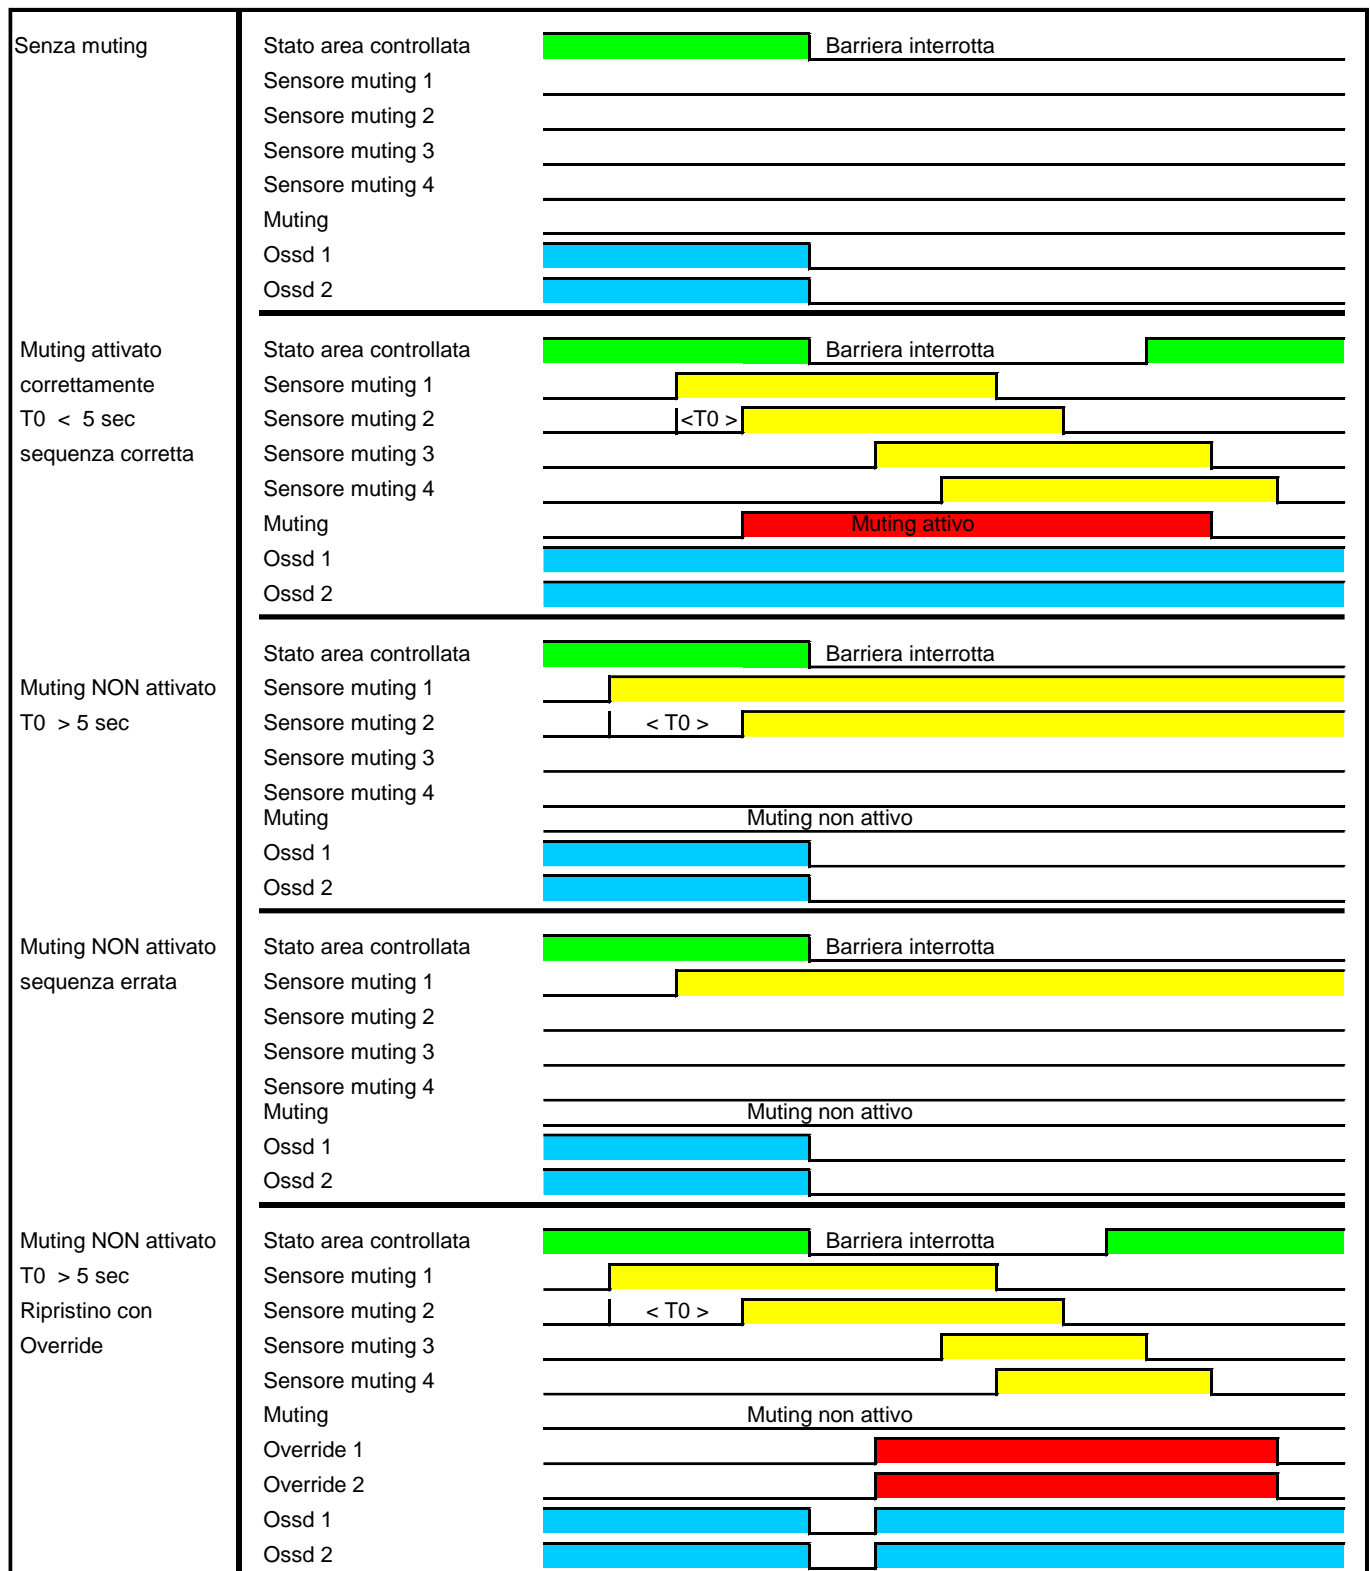 Senza muting
Stato area controllata
Barriera interrotta
Sensore muting 1
Sensore muting 2
Sensore muting 3
Sensore muting 4
Muting
Ossd 1
Ossd 2
Muting attivato
Stato area controllata
Barriera interrotta
correttamente
Sensore muting 1
T0 < 5 sec
Sensore muting 2
<T0 >
sequenza corretta
Sensore muting 3
Sensore muting 4
Muting
Muting attivo
Ossd 1
Ossd 2
Stato area controllata
Barriera interrotta
Muting NON attivato
Sensore muting 1
T0 > 5 sec
Sensore muting 2
< T0 >
Sensore muting 3
Sensore muting 4
Muting
Muting non attivo
Ossd 1
Ossd 2
Muting NON attivato
Stato area controllata
Barriera interrotta
sequenza errata
Sensore muting 1
Sensore muting 2
Sensore muting 3
Sensore muting 4
Muting
Muting non attivo
Ossd 1
Ossd 2
Muting NON attivato
Stato area controllata
Barriera interrotta
T0 > 5 sec
Sensore muting 1
Ripristino con
Sensore muting 2
< T0 >
Override
Sensore muting 3
Sensore muting 4
Muting
Muting non attivo
Override 1
Override 2
Ossd 1
Ossd 2